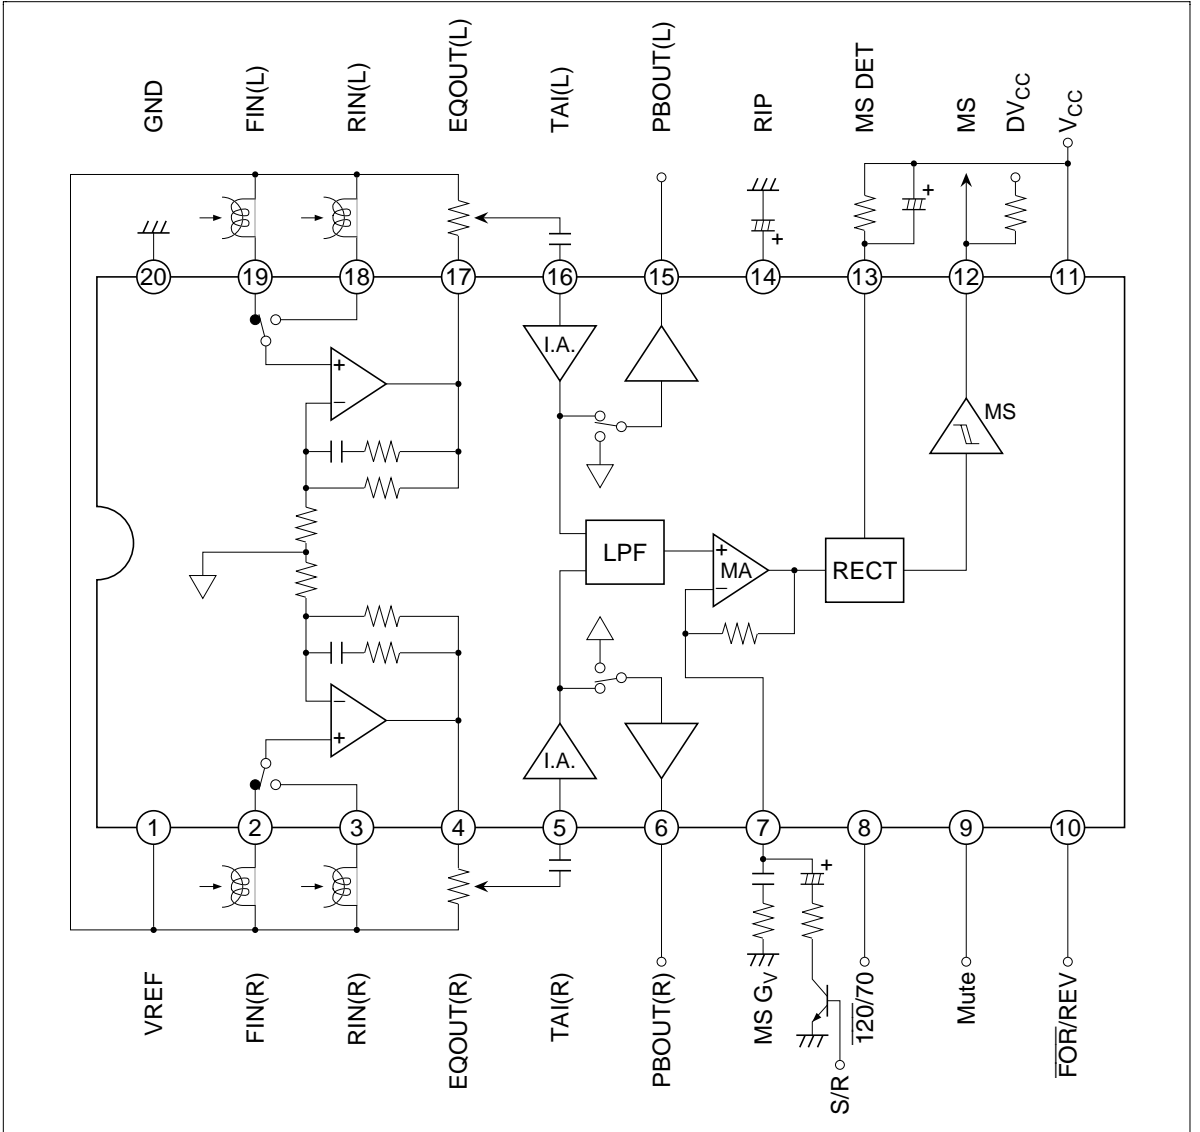 GND
FIN(L)
RIN(L)
EQOUT(L)
TAI(L)
PBOUT(L)
RIP
MS DET
MS
DVCC
VCC
+
+
20
19
18
17
16
15
14
13
12
11
I.A.
+
−
MS
LPF
+
MA
−
RECT
−
+
I.A.
1
2
3
4
5
6
7
8
9
10
+
VREF
FIN(R)
RIN(R)
EQOUT(R)
TAI(R)
PBOUT(R)
MS GV
S/R
120/70
Mute
FOR/REV